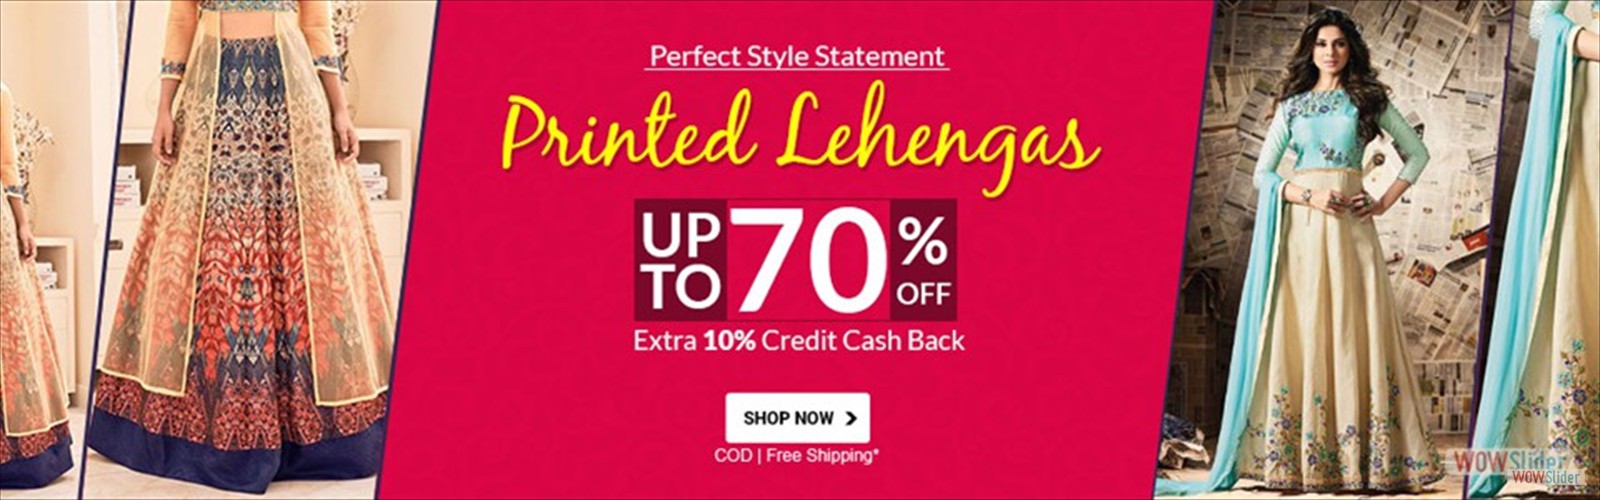 Perfect Style Statement
Printed Lehengas
UP TO 70% OFF
Extra 10% Credit Cash Back
SHOP NOW
COD | Free Shipping*
WOWSlider
WOWSlider